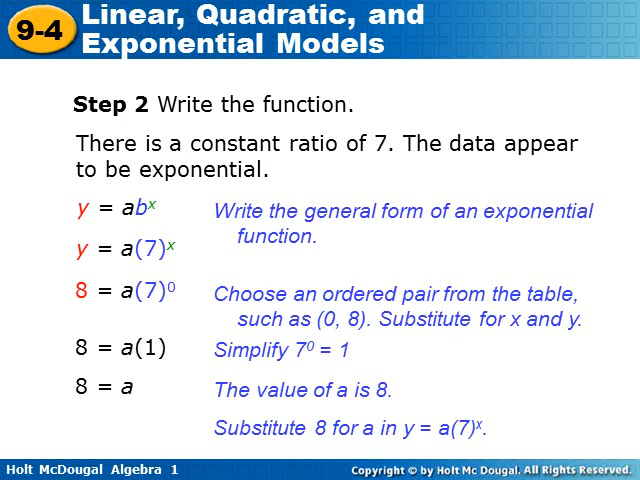 9-4
Linear, Quadratic, and
Exponential Models
Step 2 Write the function.
There is a constant ratio of 7. The data appear
to be exponential.
y = abˣ
Write the general form of an exponential
function.
y = a(7)ˣ
8 = a(7)⁰
Choose an ordered pair from the table,
such as (0, 8). Substitute for x and y.
8 = a(1)
Simplify 7⁰ = 1
8 = a
The value of a is 8.
Substitute 8 for a in y = a(7)ˣ.
Holt McDougal Algebra 1
Copyright © by Holt Mc Dougal. All Rights Reserved.